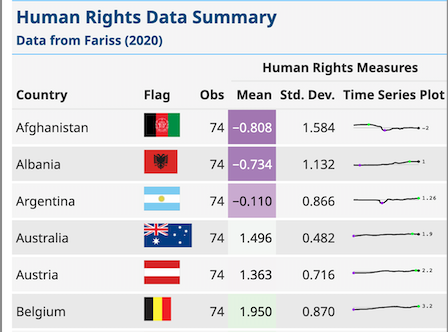 Human Rights Data Summary
Data from Fariss (2020)
Human Rights Measures
Country Flag Obs Mean Std. Dev. Time Series Plot
Afghanistan 74 −0.808 1.584 −2
Albania 74 −0.734 1.132 1
Argentina 74 −0.110 0.866 1.26
Australia 74 1.496 0.482 1.9
Austria 74 1.363 0.716 2.2
Belgium 74 1.950 0.870 3.2